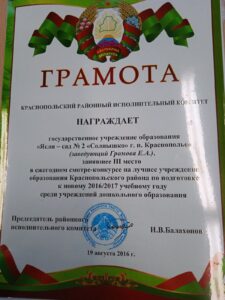 ГРАМОТА
КРАСНОПОЛЬСКИЙ РАЙОННЫЙ ИСПОЛНИТЕЛЬНЫЙ КОМИТЕТ
НАГРАЖДАЕТ
государственное учреждение образования
«Ясли – сад № 2 «Солнышко» г. п. Краснополье»
(заведующий Громова Е.А.),
занявшее III место
в ежегодном смотре-конкурсе на лучшее учреждение
образования Краснопольского района по подготовке
к новому 2016/2017 учебному году
среди учреждений дошкольного образования
Председатель районного
исполнительного комитета И.В.Балахонов
19 августа 2016 г.